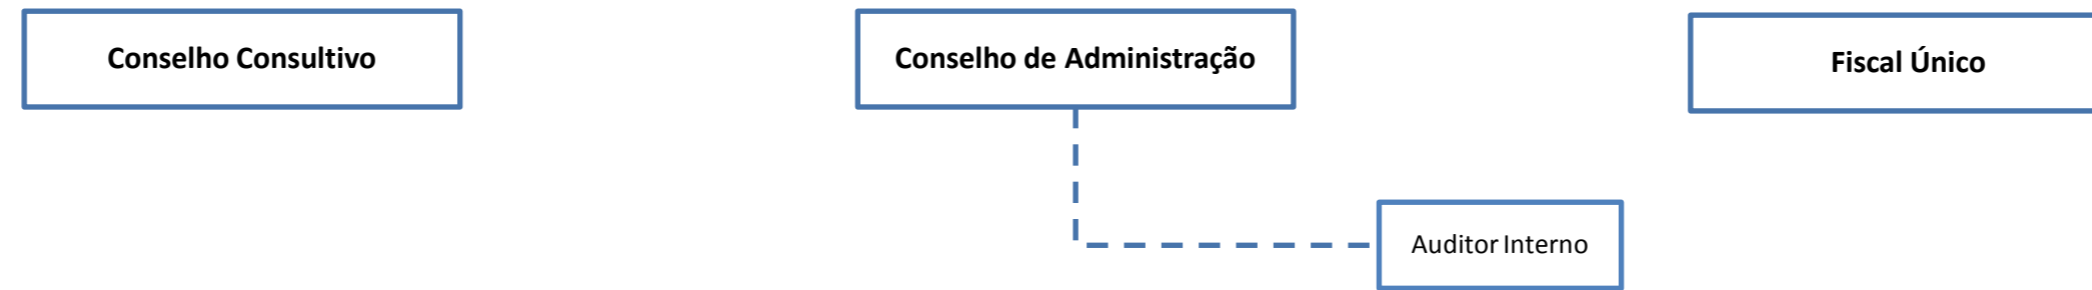 Conselho Consultivo
Conselho de Administração
Fiscal Único
Auditor Interno